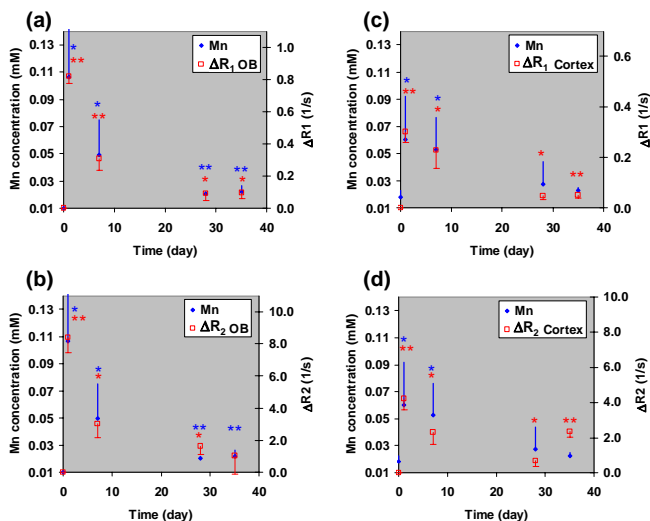 (a)
Mn concentration (mM)
0.13
0.11
0.09
0.07
0.05
0.03
0.01
* Mn
ΔR1 OB
*
**
*
**
** **
* *
1.0
0.8
0.6
0.4
0.2
0.0
ΔR1 (1/s)
0 10 20 30 40
Time (day)
(c)
Mn concentration (mM)
0.13
0.11
0.09
0.07
0.05
0.03
0.01
Mn
ΔR1 Cortex
*
**
*
*
*
**
0.6
0.4
0.2
0.0
ΔR1 (1/s)
0 10 20 30 40
Time (day)
(b)
Mn concentration (mM)
0.13
0.11
0.09
0.07
0.05
0.03
0.01
Mn
ΔR2 OB
*
**
*
*
** **
*
10.0
8.0
6.0
4.0
2.0
0.0
ΔR2 (1/s)
0 10 20 30 40
Time (day)
(d)
Mn concentration (mM)
0.13
0.11
0.09
0.07
0.05
0.03
0.01
Mn
ΔR2 Cortex
*
**
*
*
*
**
10.0
8.0
6.0
4.0
2.0
0.0
ΔR2 (1/s)
0 10 20 30 40
Time (day)